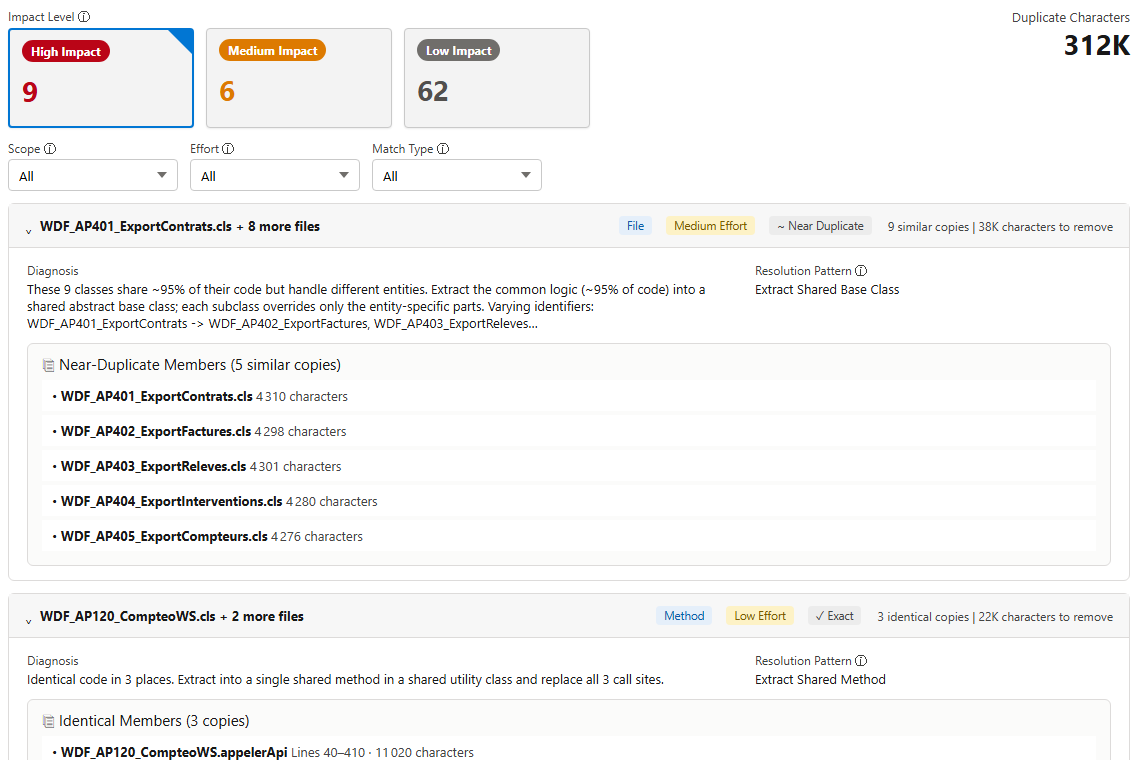 Impact Level ⓘ
Duplicate Characters
312K
High Impact
9
Medium Impact
6
Low Impact
62
Scope ⓘ
Effort ⓘ
Match Type ⓘ
All
All
All
WDF_AP401_ExportContrats.cls + 8 more files
File
Medium Effort
~ Near Duplicate
9 similar copies | 38K characters to remove
Diagnosis
These 9 classes share ~95% of their code but handle different entities. Extract the common logic (~95% of code) into a
shared abstract base class; each subclass overrides only the entity-specific parts. Varying identifiers:
WDF_AP401_ExportContrats -> WDF_AP402_ExportFactures, WDF_AP403_ExportReleves...
Resolution Pattern ⓘ
Extract Shared Base Class
Near-Duplicate Members (5 similar copies)
• WDF_AP401_ExportContrats.cls 4 310 characters
• WDF_AP402_ExportFactures.cls 4 298 characters
• WDF_AP403_ExportReleves.cls 4 301 characters
• WDF_AP404_ExportInterventions.cls 4 280 characters
• WDF_AP405_ExportCompteurs.cls 4 276 characters
WDF_AP120_CompteoWS.cls + 2 more files
Method
Low Effort
✓ Exact
3 identical copies | 22K characters to remove
Diagnosis
Identical code in 3 places. Extract into a single shared method in a shared utility class and replace all 3 call sites.
Resolution Pattern ⓘ
Extract Shared Method
Identical Members (3 copies)
• WDF_AP120_CompteoWS.appelerApi Lines 40–410 · 11 020 characters